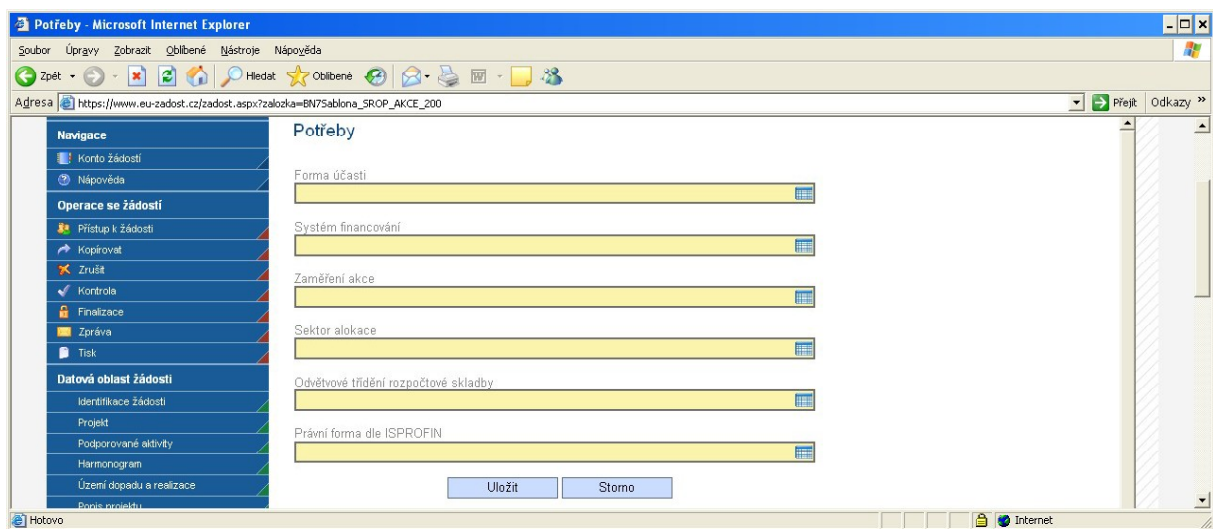 Potřeby - Microsoft Internet Explorer
Soubor Úpravy Zobrazit Oblíbené Nástroje Nápověda
Zpět Hledat Oblíbené
Adresa https://www.eu-zadost.cz/zadost.aspx?zalozka=BN7Sablona_SROP_AKCE_200 Přejít Odkazy »
Navigace
Konto žádostí
Nápověda
Operace se žádostí
Přístup k žádosti
Kopírovat
Zrušit
Kontrola
Finalizace
Zpráva
Tisk
Datová oblast žádosti
Identifikace žádosti
Projekt
Podporované aktivity
Harmonogram
Území dopadu a realizace
Popis projektu
Potřeby
Forma účasti
Systém financování
Zaměření akce
Sektor alokace
Odvětvové třídění rozpočtové skladby
Právní forma dle ISPROFIN
Uložit Storno
Hotovo Internet